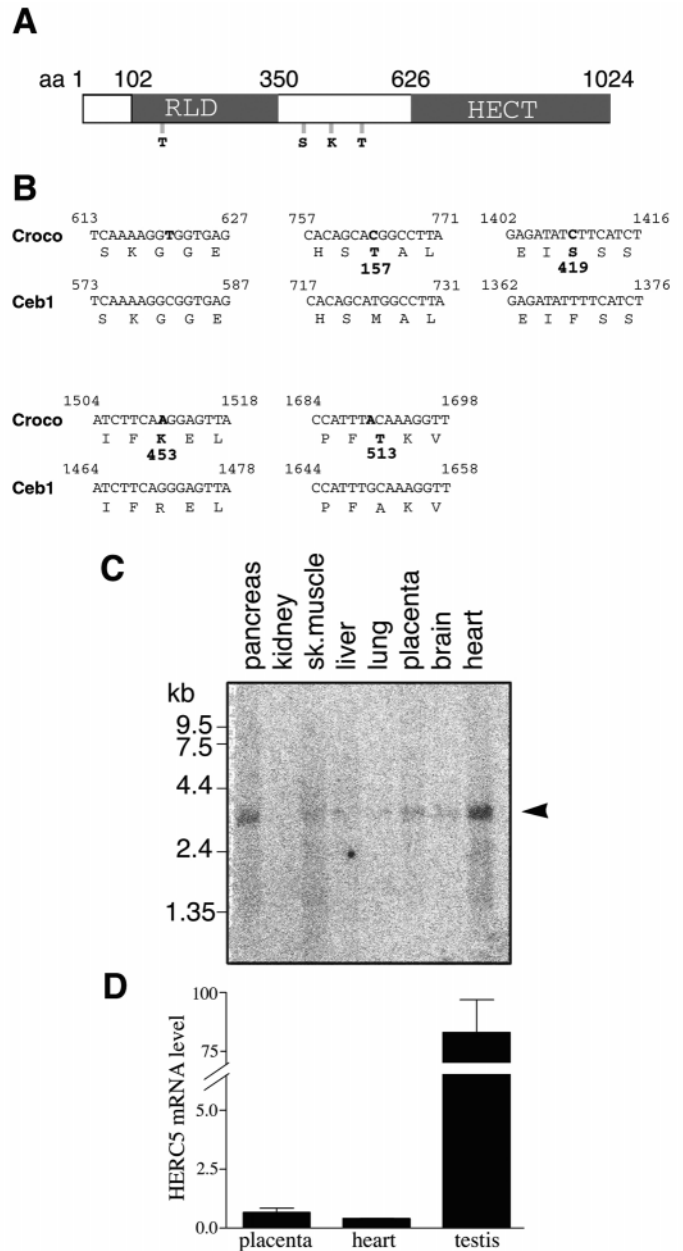 A
aa 1 102 350 626 1024
RLD HECT
T S K T
B
613 627 757 771 1402 1416
Croco TCAAAAGGTGGTGAG CACAGCACGGCCTTA GAGATATCTTCATCT
S K G G E H S T A L E I S S S
157 419
573 587 717 731 1362 1376
Ceb1 TCAAAAGGCGGTGAG CACAGCATGGCCTTA GAGATATTTTCATCT
S K G G E H S M A L E I F S S
1504 1518 1684 1698
Croco ATCTTCAAGGAGTTA CCATTTACAAAGGTT
I F K E L P F T K V
453 513
1464 1478 1644 1658
Ceb1 ATCTTCAGGGAGTTA CCATTTGCAAAGGTT
I F R E L P F A K V
C
pancreas
kidney
sk.muscle
liver
lung
placenta
brain
heart
kb
9.5
7.5
4.4
2.4
1.35
D
HERC5 mRNA level
100
75
5.0
2.5
0.0
placenta heart testis